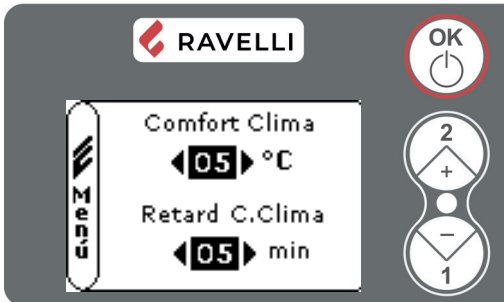 RAVELLI
OK
Comfort Clima
05 °C
Menú
Retard C.Clima
05 min
2
+
−
1